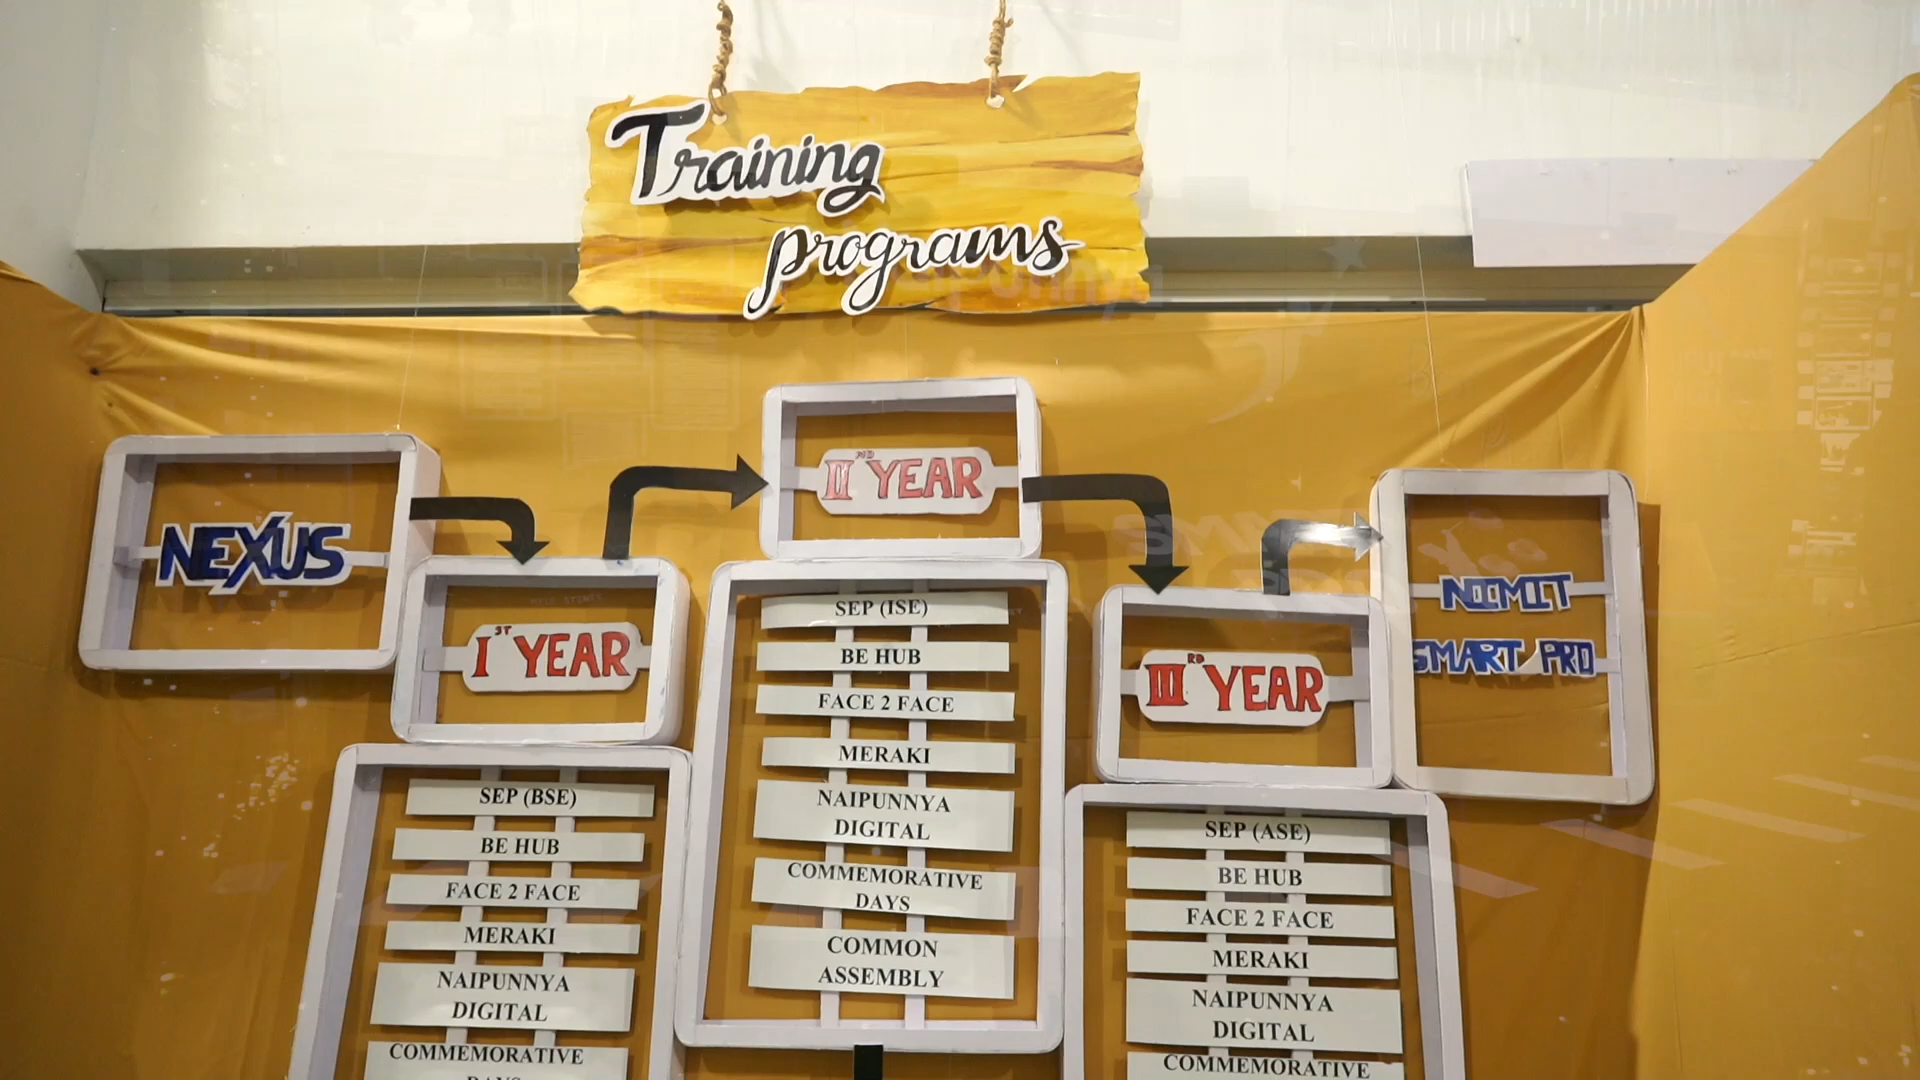 Training
programs
NEXUS
IST YEAR
SEP (BSE)
BE HUB
FACE 2 FACE
MERAKI
NAIPUNNYA
DIGITAL
COMMEMORATIVE
DAYS
IIND YEAR
SEP (ISE)
BE HUB
FACE 2 FACE
MERAKI
NAIPUNNYA
DIGITAL
COMMEMORATIVE
DAYS
COMMON
ASSEMBLY
IIIRD YEAR
SEP (ASE)
BE HUB
FACE 2 FACE
MERAKI
NAIPUNNYA
DIGITAL
COMMEMORATIVE
SMART PRO